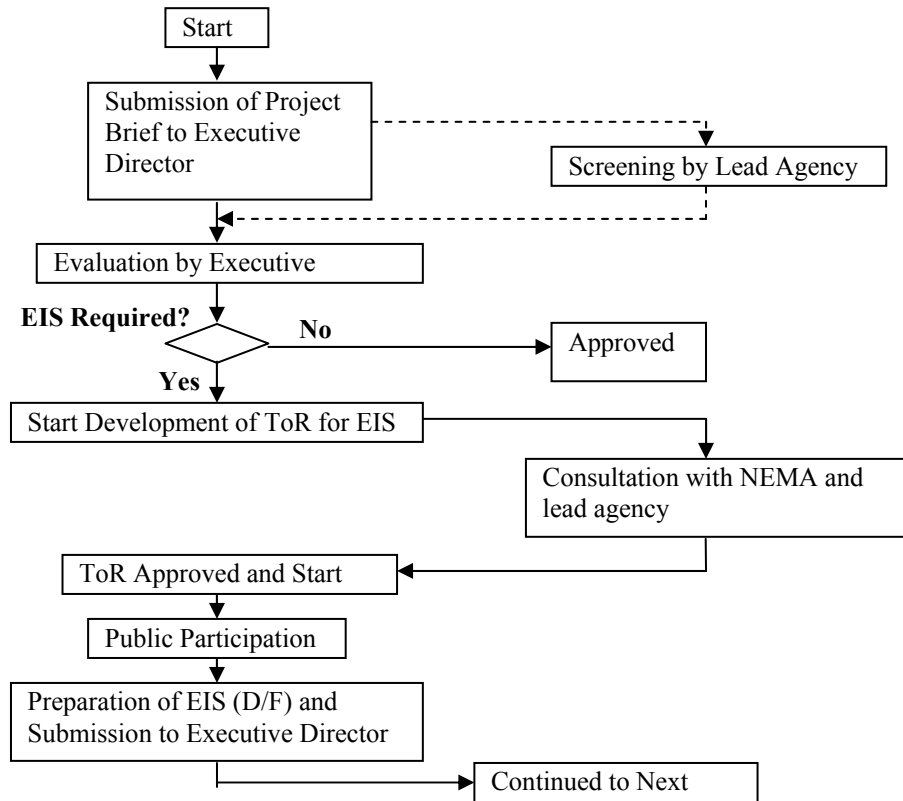 Start
Submission of Project
Brief to Executive
Director
Screening by Lead Agency
Evaluation by Executive
EIS Required?
No
Approved
Yes
Start Development of ToR for EIS
Consultation with NEMA and
lead agency
ToR Approved and Start
Public Participation
Preparation of EIS (D/F) and
Submission to Executive Director
Continued to Next